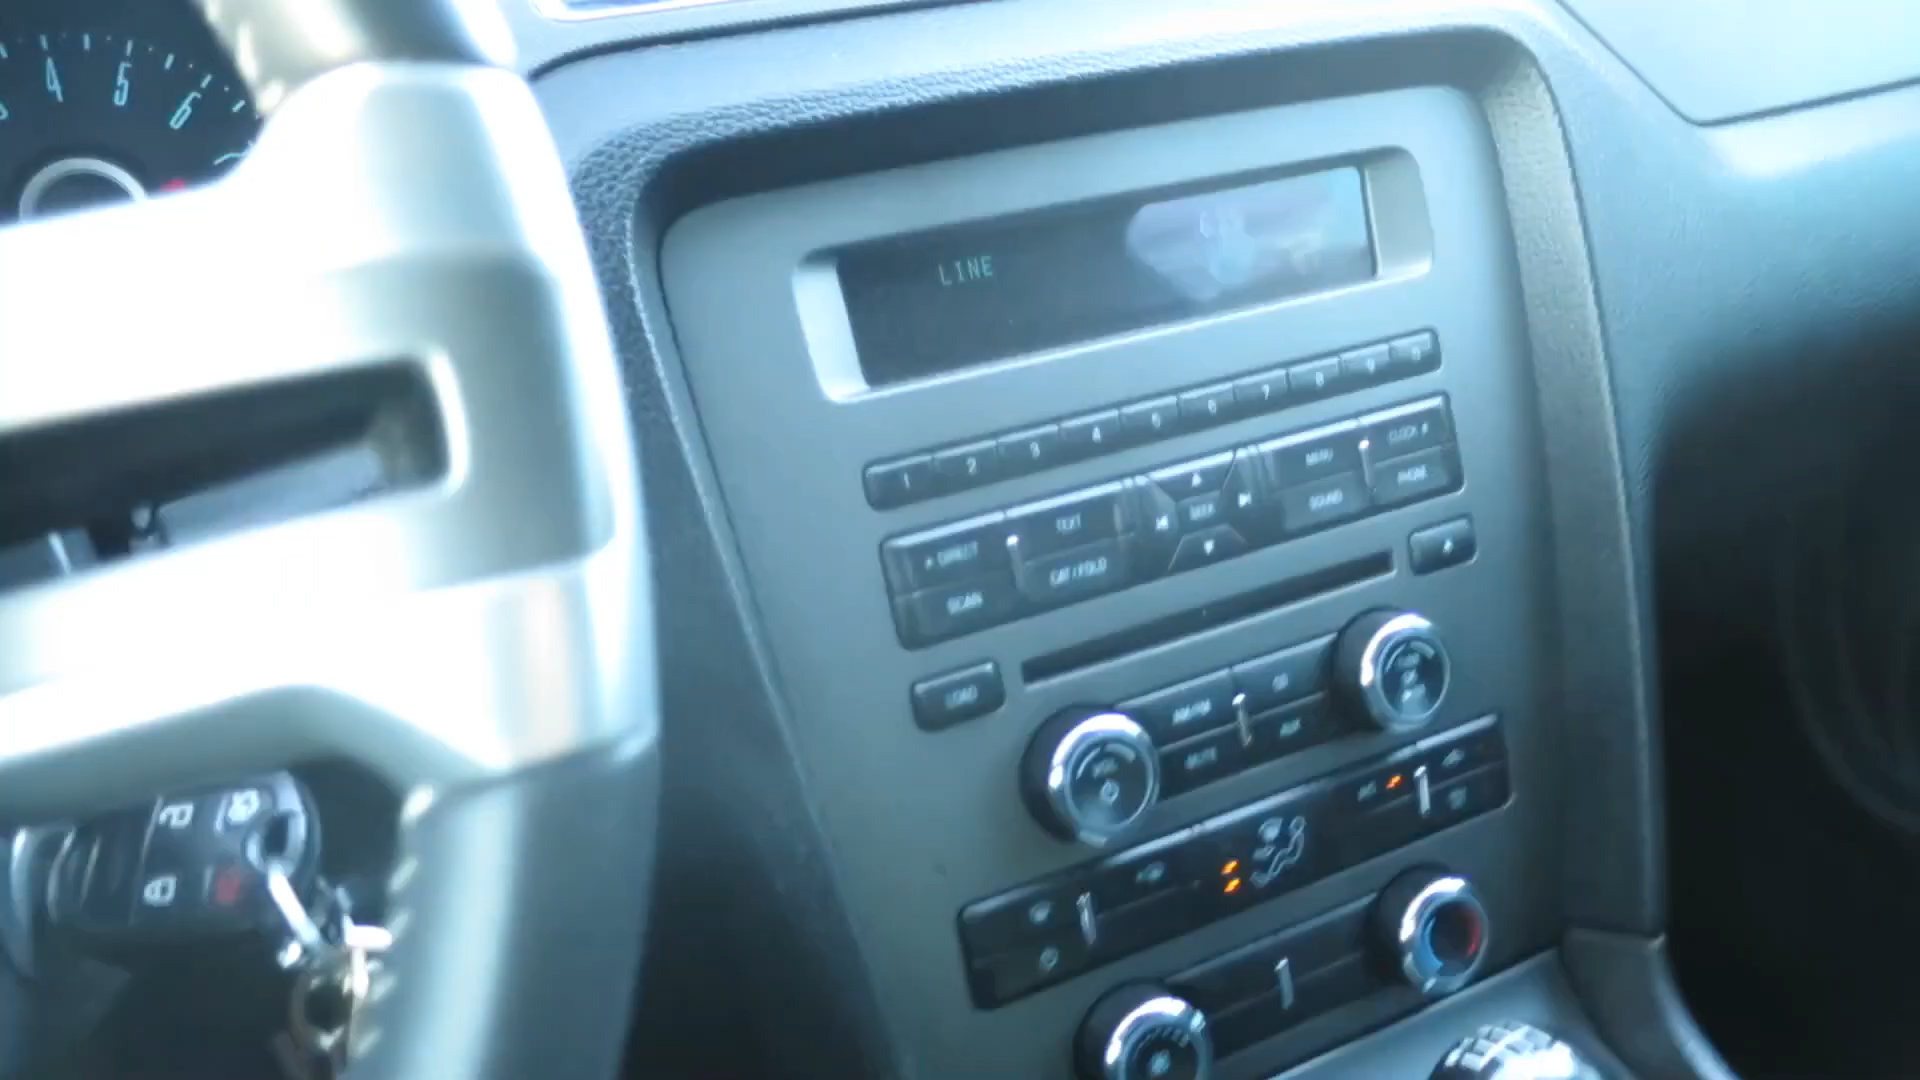 4 5 6
LINE
1 2 3 4 5 6 7 8 9 0
DIRECT TEXT SEEK MENU CLOCK
SCAN CAT/FOLD SOUND PHONE
LOAD
AM/FM CD
VOL MUTE AUX
A/C